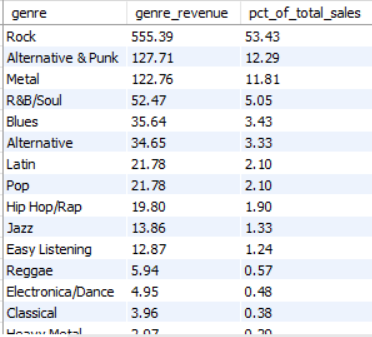 genre genre_revenue pct_of_total_sales
Rock 555.39 53.43
Alternative & Punk 127.71 12.29
Metal 122.76 11.81
R&B/Soul 52.47 5.05
Blues 35.64 3.43
Alternative 34.65 3.33
Latin 21.78 2.10
Pop 21.78 2.10
Hip Hop/Rap 19.80 1.90
Jazz 13.86 1.33
Easy Listening 12.87 1.24
Reggae 5.94 0.57
Electronica/Dance 4.95 0.48
Classical 3.96 0.38
Heavy Metal